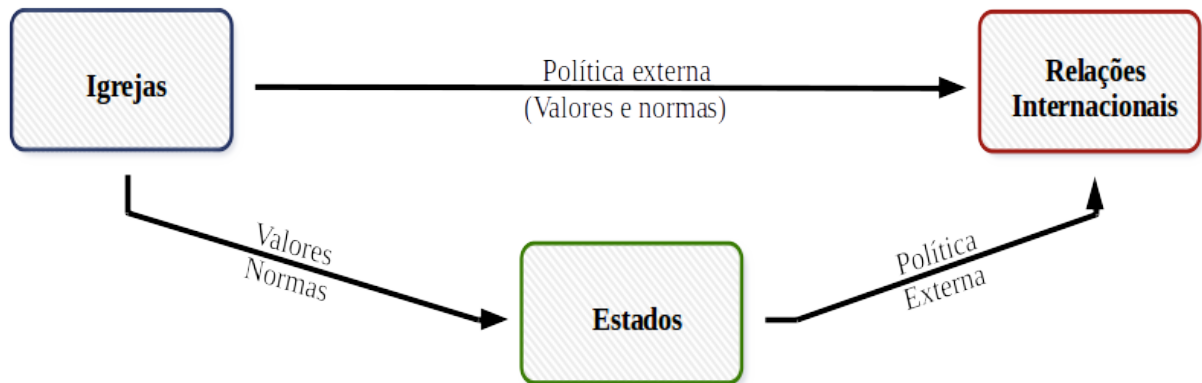 Igrejas
Política externa
(Valores e normas)
Relações
Internacionais
Valores
Normas
Estados
Política
Externa